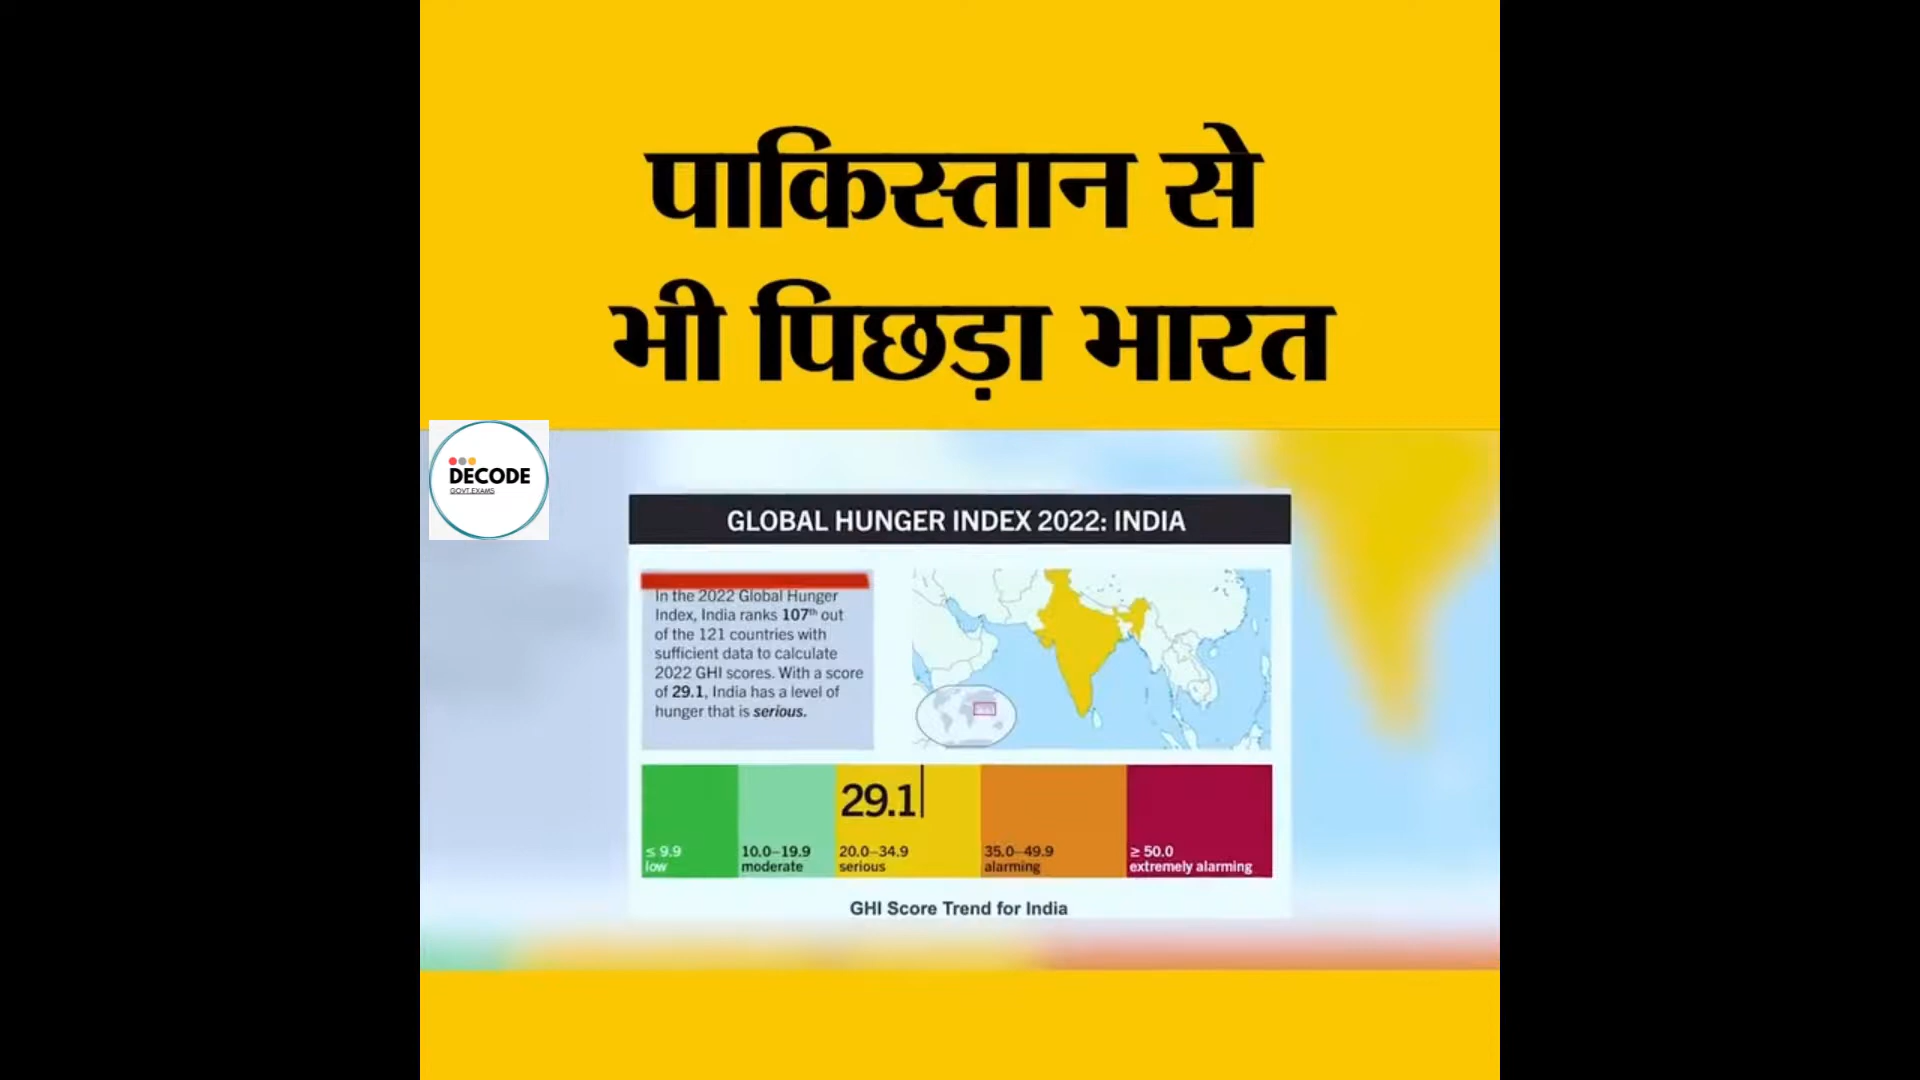 पाकिस्तान से
भी पिछड़ा भारत
DECODE
GOVT.EXAMS
GLOBAL HUNGER INDEX 2022: INDIA
In the 2022 Global Hunger
Index, India ranks 107th out
of the 121 countries with
sufficient data to calculate
2022 GHI scores. With a score
of 29.1, India has a level of
hunger that is serious.
29.1
≤ 9.9
low
10.0–19.9
moderate
20.0–34.9
serious
35.0–49.9
alarming
≥ 50.0
extremely alarming
GHI Score Trend for India